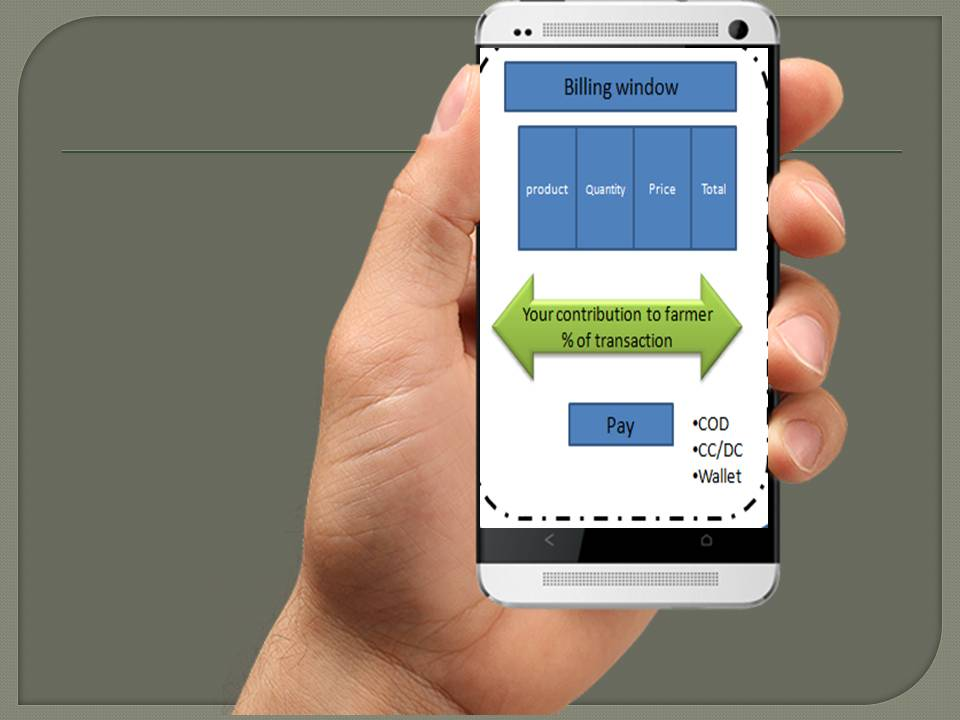 Billing window
product Quantity Price Total
Your contribution to farmer
% of transaction
Pay
•COD
•CC/DC
•Wallet